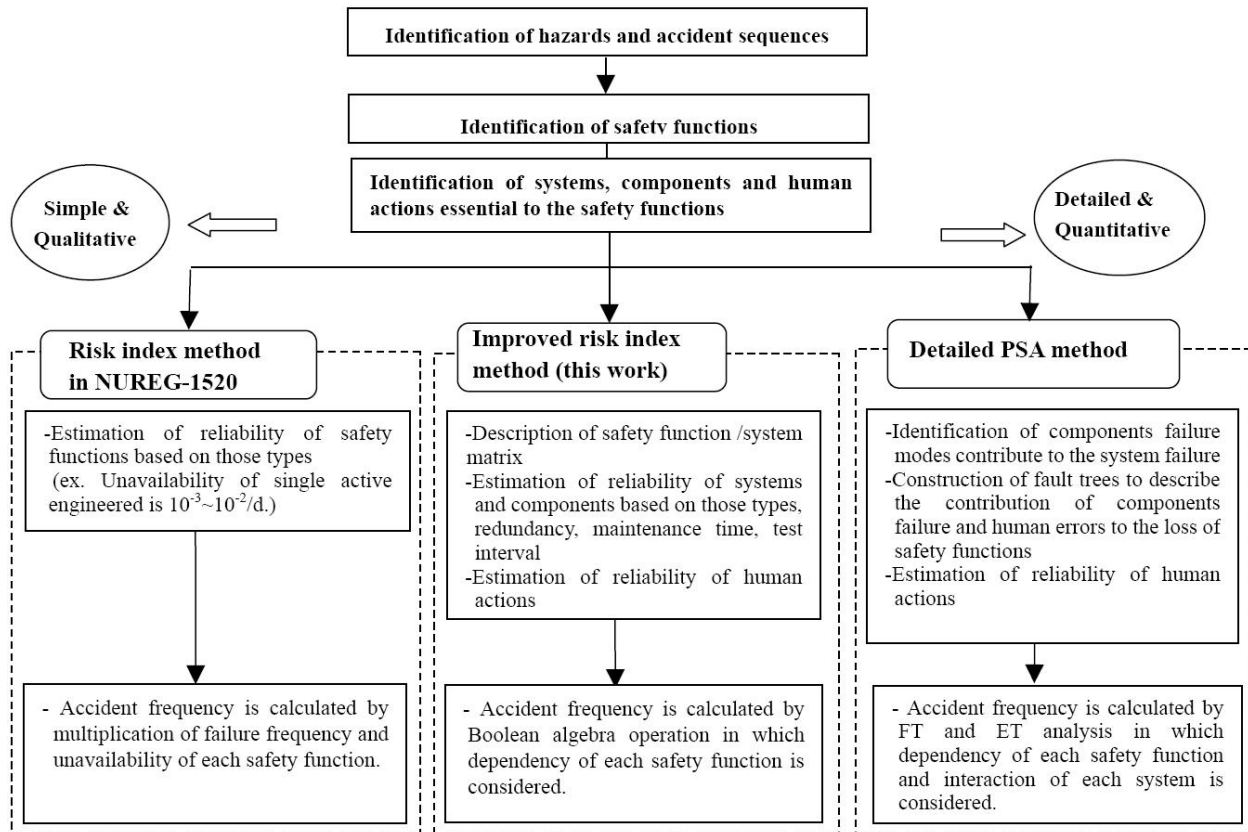 Identification of hazards and accident sequences
Identification of safety functions
Identification of systems, components and human
actions essential to the safety functions
Simple &
Qualitative
Detailed &
Quantitative
Risk index method
in NUREG-1520
-Estimation of reliability of safety
functions based on those types
(ex. Unavailability of single active
engineered is 10⁻³~10⁻²/d.)
- Accident frequency is calculated by
multiplication of failure frequency and
unavailability of each safety function.
Improved risk index
method (this work)
-Description of safety function /system
matrix
-Estimation of reliability of systems
and components based on those types,
redundancy, maintenance time, test
interval
-Estimation of reliability of human
actions
- Accident frequency is calculated by
Boolean algebra operation in which
dependency of each safety function is
considered.
Detailed PSA method
-Identification of components failure
modes contribute to the system failure
-Construction of fault trees to describe
the contribution of components
failure and human errors to the loss of
safety functions
-Estimation of reliability of human
actions
- Accident frequency is calculated by
FT and ET analysis in which
dependency of each safety function
and interaction of each system is
considered.